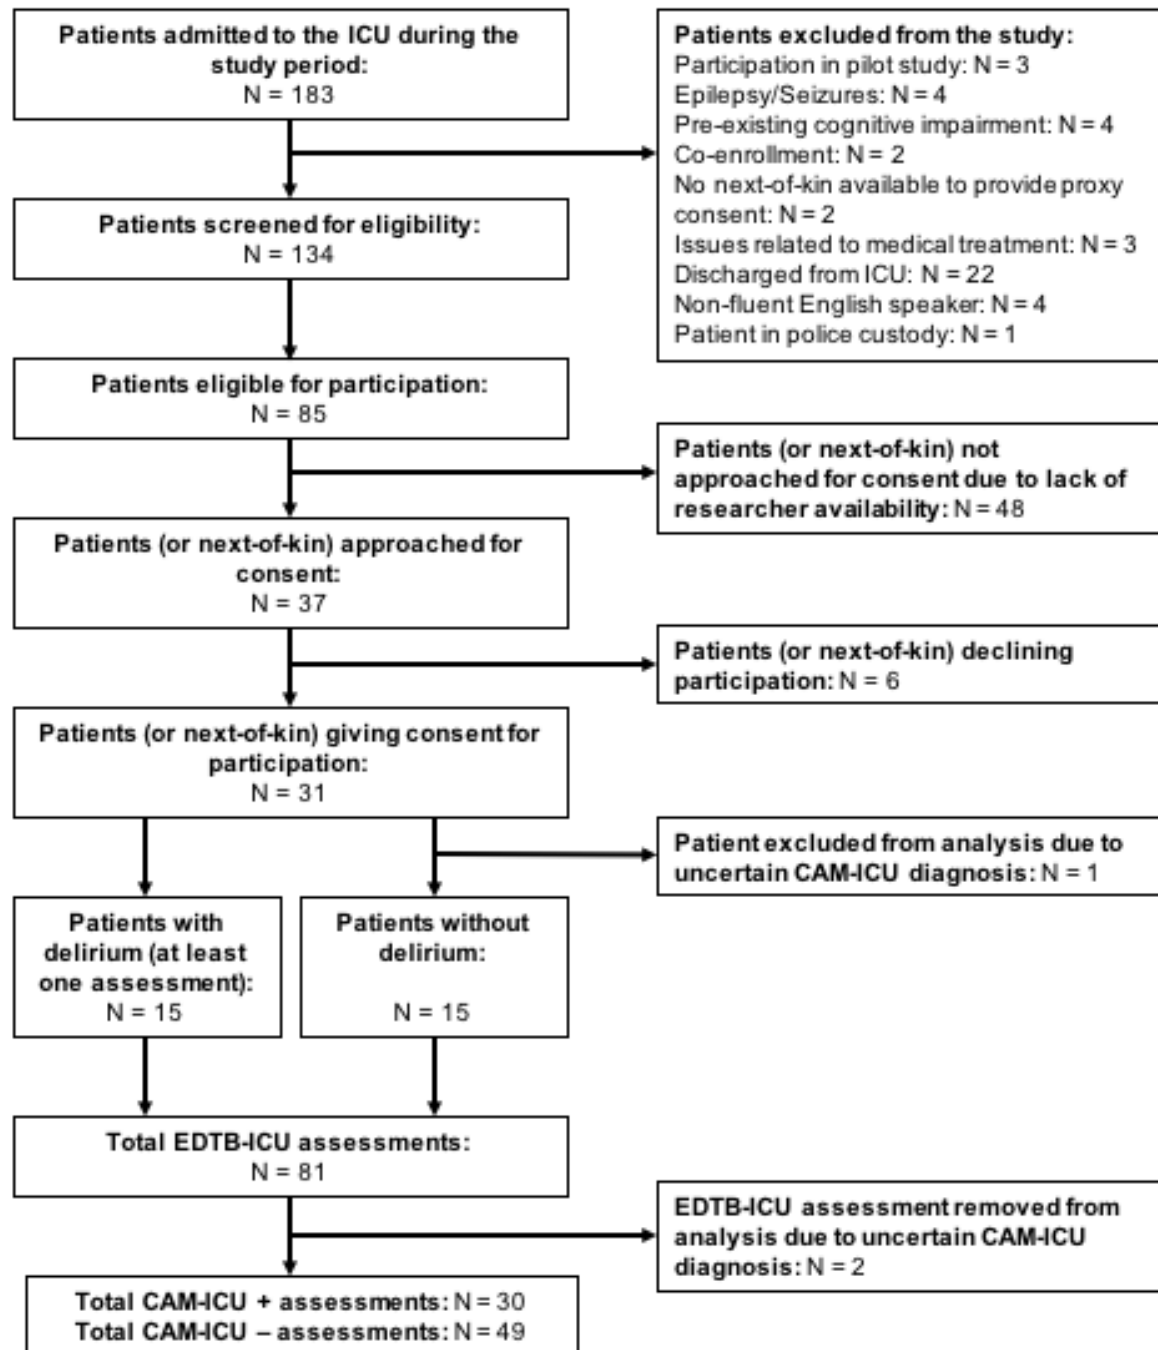 Patients admitted to the ICU during the
study period:
N = 183
Patients excluded from the study:
Participation in pilot study: N = 3
Epilepsy/Seizures: N = 4
Pre-existing cognitive impairment: N = 4
Co-enrollment: N = 2
No next-of-kin available to provide proxy
consent: N = 2
Issues related to medical treatment: N = 3
Discharged from ICU: N = 22
Non-fluent English speaker: N = 4
Patient in police custody: N = 1
Patients screened for eligibility:
N = 134
Patients eligible for participation:
N = 85
Patients (or next-of-kin) not
approached for consent due to lack of
researcher availability: N = 48
Patients (or next-of-kin) approached for
consent:
N = 37
Patients (or next-of-kin) declining
participation: N = 6
Patients (or next-of-kin) giving consent for
participation:
N = 31
Patient excluded from analysis due to
uncertain CAM-ICU diagnosis: N = 1
Patients with
delirium (at least
one assessment):
N = 15
Patients without
delirium:
N = 15
Total EDTB-ICU assessments:
N = 81
EDTB-ICU assessment removed from
analysis due to uncertain CAM-ICU
diagnosis: N = 2
Total CAM-ICU + assessments: N = 30
Total CAM-ICU – assessments: N = 49